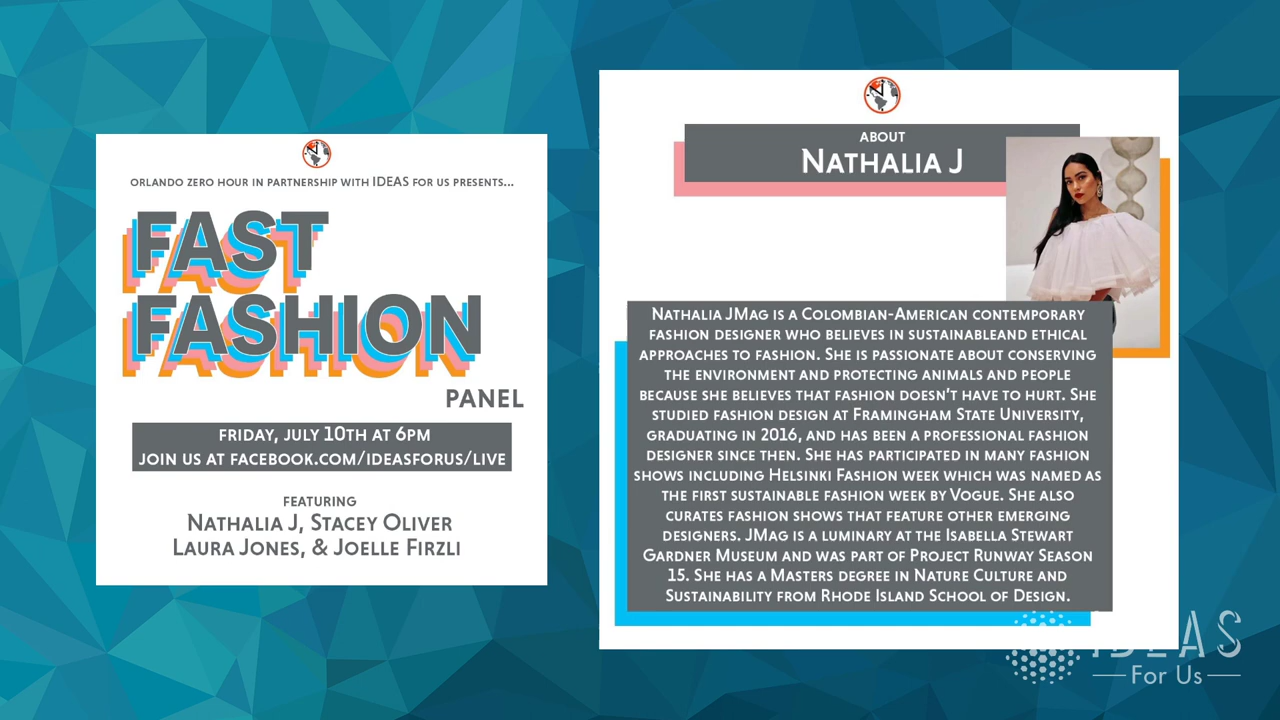 ORLANDO ZERO HOUR IN PARTNERSHIP WITH IDEAS FOR US PRESENTS...
FAST
FASHION
PANEL
FRIDAY, JULY 10TH AT 6PM
JOIN US AT FACEBOOK.COM/IDEASFORUS/LIVE
FEATURING
NATHALIA J, STACEY OLIVER
LAURA JONES, & JOELLE FIRZLI
ABOUT
NATHALIA J
NATHALIA JMAG IS A COLOMBIAN-AMERICAN CONTEMPORARY
FASHION DESIGNER WHO BELIEVES IN SUSTAINABLEAND ETHICAL
APPROACHES TO FASHION. SHE IS PASSIONATE ABOUT CONSERVING
THE ENVIRONMENT AND PROTECTING ANIMALS AND PEOPLE
BECAUSE SHE BELIEVES THAT FASHION DOESN'T HAVE TO HURT. SHE
STUDIED FASHION DESIGN AT FRAMINGHAM STATE UNIVERSITY,
GRADUATING IN 2016, AND HAS BEEN A PROFESSIONAL FASHION
DESIGNER SINCE THEN. SHE HAS PARTICIPATED IN MANY FASHION
SHOWS INCLUDING HELSINKI FASHION WEEK WHICH WAS NAMED AS
THE FIRST SUSTAINABLE FASHION WEEK BY VOGUE. SHE ALSO
CURATES FASHION SHOWS THAT FEATURE OTHER EMERGING
DESIGNERS. JMAG IS A LUMINARY AT THE ISABELLA STEWART
GARDNER MUSEUM AND WAS PART OF PROJECT RUNWAY SEASON
15. SHE HAS A MASTERS DEGREE IN NATURE CULTURE AND
SUSTAINABILITY FROM RHODE ISLAND SCHOOL OF DESIGN.
IDEAS
For Us